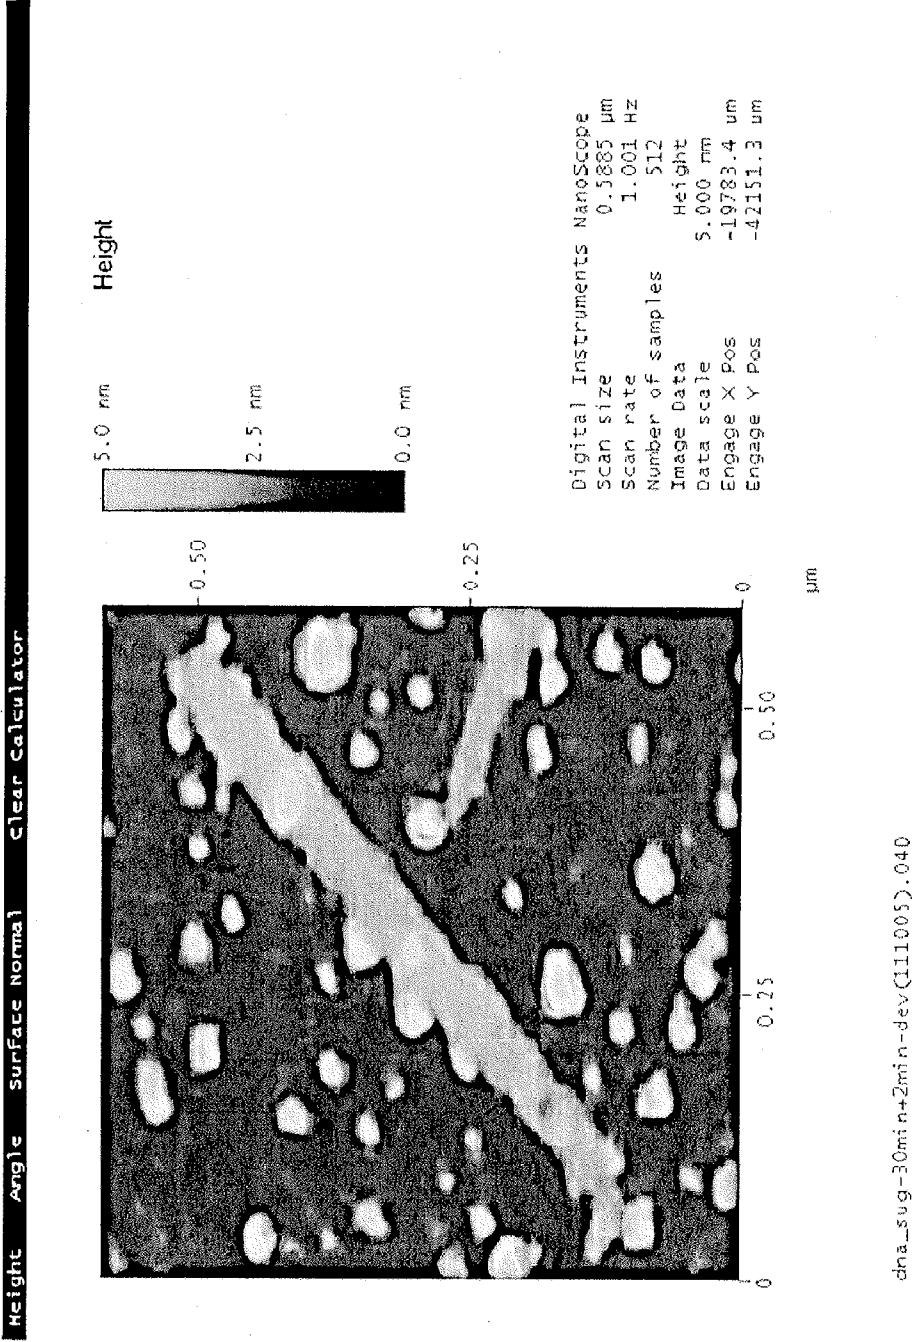 Height Angle Surface Normal Clear Calculator
Height
5.0 nm
2.5 nm
0.0 nm
0.50
0.25
0
0
0.25
0.50
µm
Digital Instruments NanoScope
Scan size 0.5885 µm
Scan rate 1.001 Hz
Number of samples 512
Image Data Height
Data scale 5.000 nm
Engage X Pos -19783.4 um
Engage Y Pos -42151.3 um
dna_sug-30min+2min-dev(111005).040